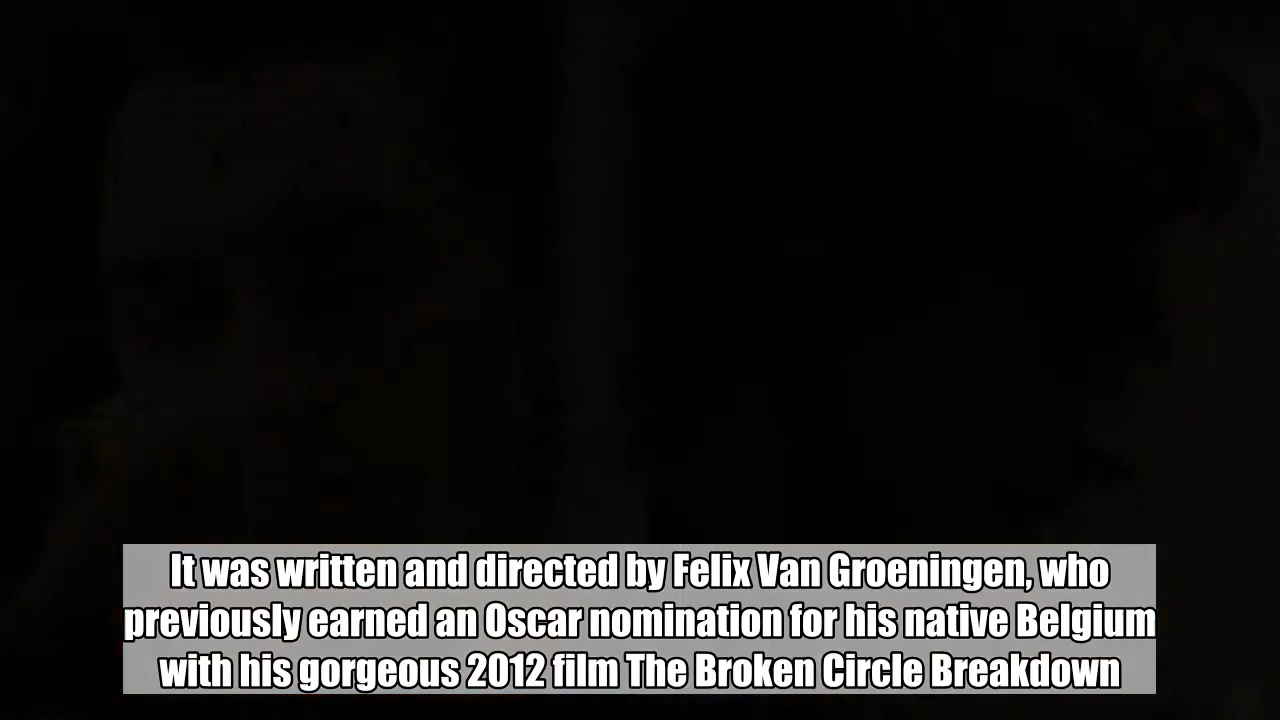 It was written and directed by Felix Van Groeningen, who
previously earned an Oscar nomination for his native Belgium
with his gorgeous 2012 film The Broken Circle Breakdown